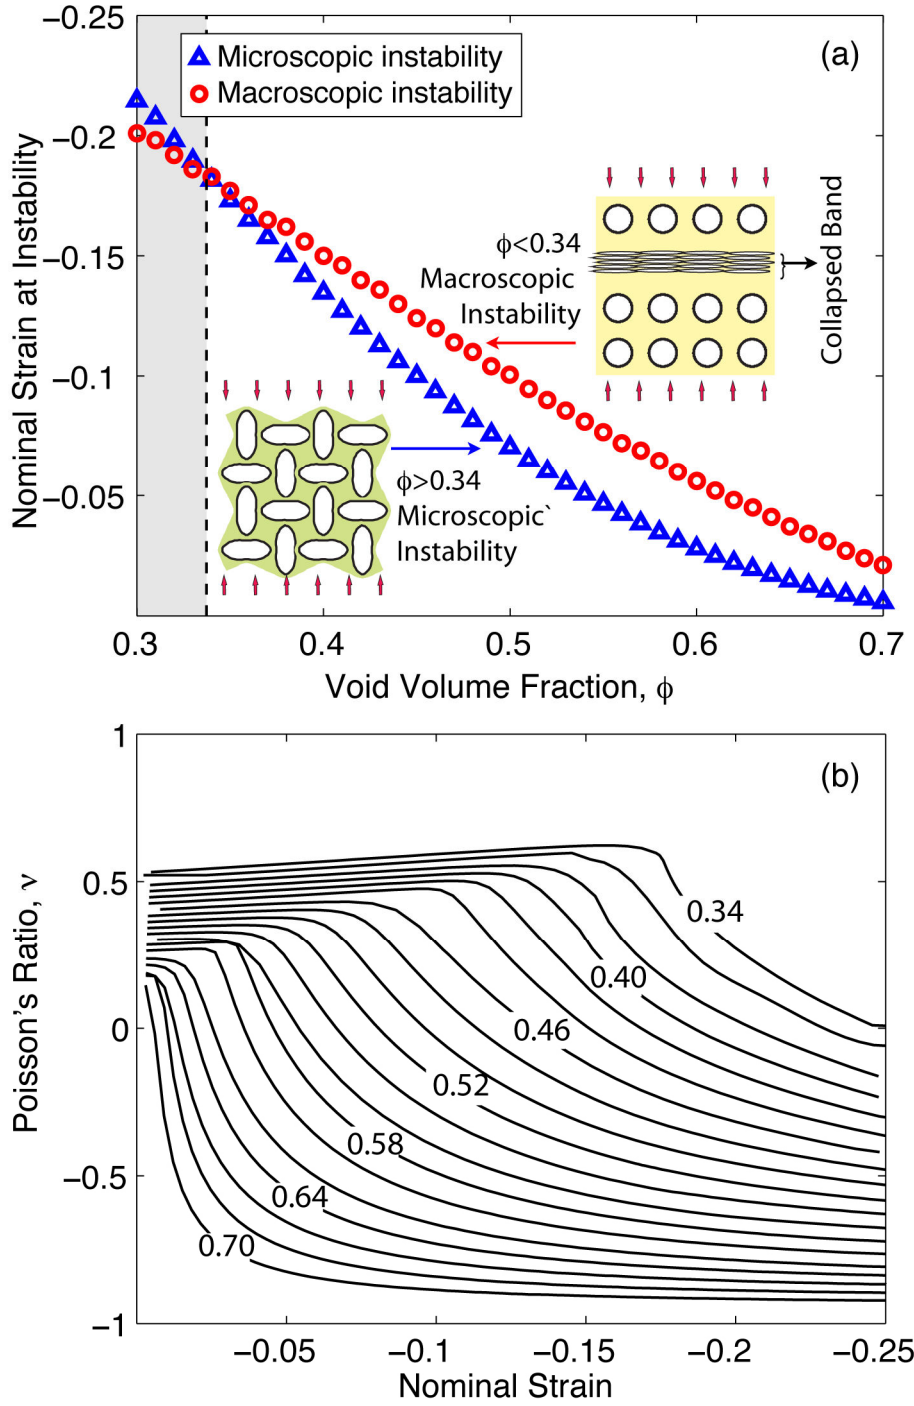 (a)
Microscopic instability
Macroscopic instability
-0.25
-0.2
-0.15
-0.1
-0.05
Nominal Strain at Instability
ϕ<0.34
Macroscopic
Instability
Collapsed Band
ϕ>0.34
Microscopic`
Instability
0.3 0.4 0.5 0.6 0.7
Void Volume Fraction, ϕ
(b)
1
0.5
0
-0.5
-1
Poisson's Ratio, ν
0.34
0.40
0.46
0.52
0.58
0.64
0.70
-0.05 -0.1 -0.15 -0.2 -0.25
Nominal Strain